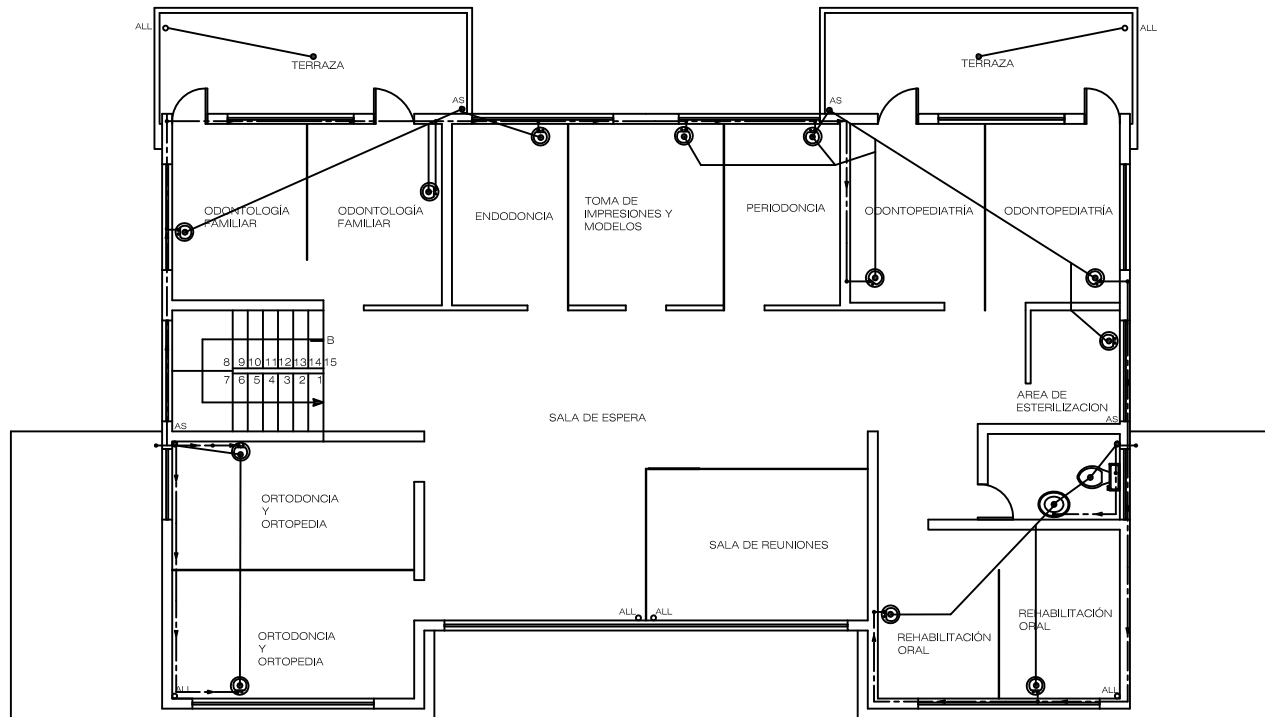 ALL
ALL
TERRAZA
TERRAZA
AS
AS
ODONTOLOGÍA
FAMILIAR
ODONTOLOGÍA
FAMILIAR
ENDODONCIA
TOMA DE
IMPRESIONES Y
MODELOS
PERIODONCIA
ODONTOPEDIATRÍA
ODONTOPEDIATRÍA
B
8 9 10 11 12 13 14 15
7 6 5 4 3 2 1
SALA DE ESPERA
AREA DE
ESTERILIZACION
AS
AS
ORTODONCIA
Y
ORTOPEDIA
SALA DE REUNIONES
ALL
ALL
REHABILITACIÓN
ORAL
REHABILITACIÓN
ORAL
ORTODONCIA
Y
ORTOPEDIA
ALL
ALL